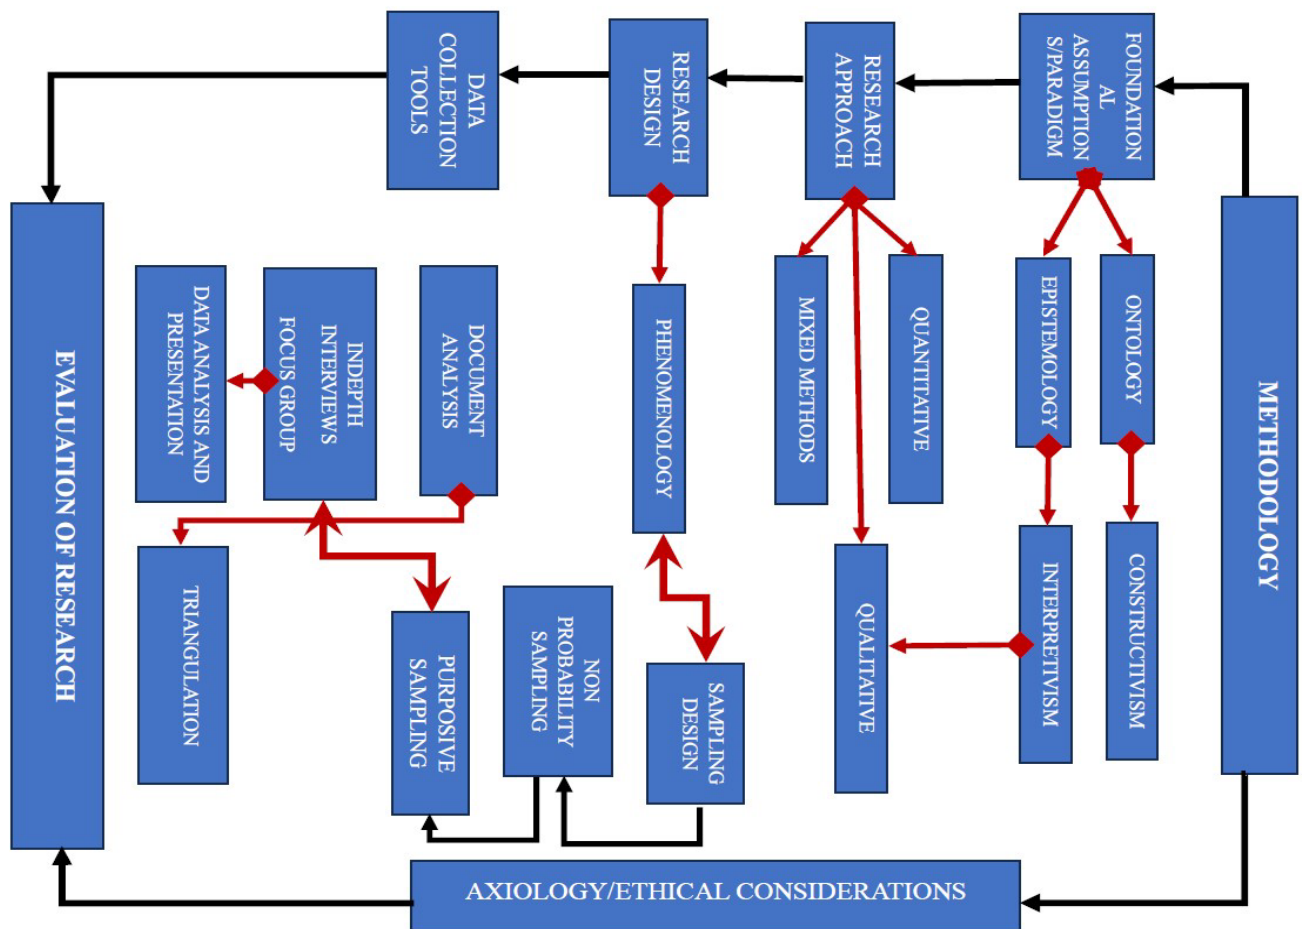 METHODOLOGY
FOUNDATION
AL
ASSUMPTION
S/PARADIGM
ONTOLOGY
EPISTEMOLOGY
CONSTRUCTIVISM
INTERPRETIVISM
RESEARCH
APPROACH
QUANTITATIVE
MIXED METHODS
QUALITATIVE
RESEARCH
DESIGN
PHENOMENOLOGY
SAMPLING
DESIGN
NON
PROBABILITY
SAMPLING
PURPOSIVE
SAMPLING
DATA
COLLECTION
TOOLS
DOCUMENT
ANALYSIS
INDEPTH
INTERVIEWS
FOCUS GROUP
DATA ANALYSIS AND
PRESENTATION
TRIANGULATION
EVALUATION OF RESEARCH
AXIOLOGY/ETHICAL CONSIDERATIONS